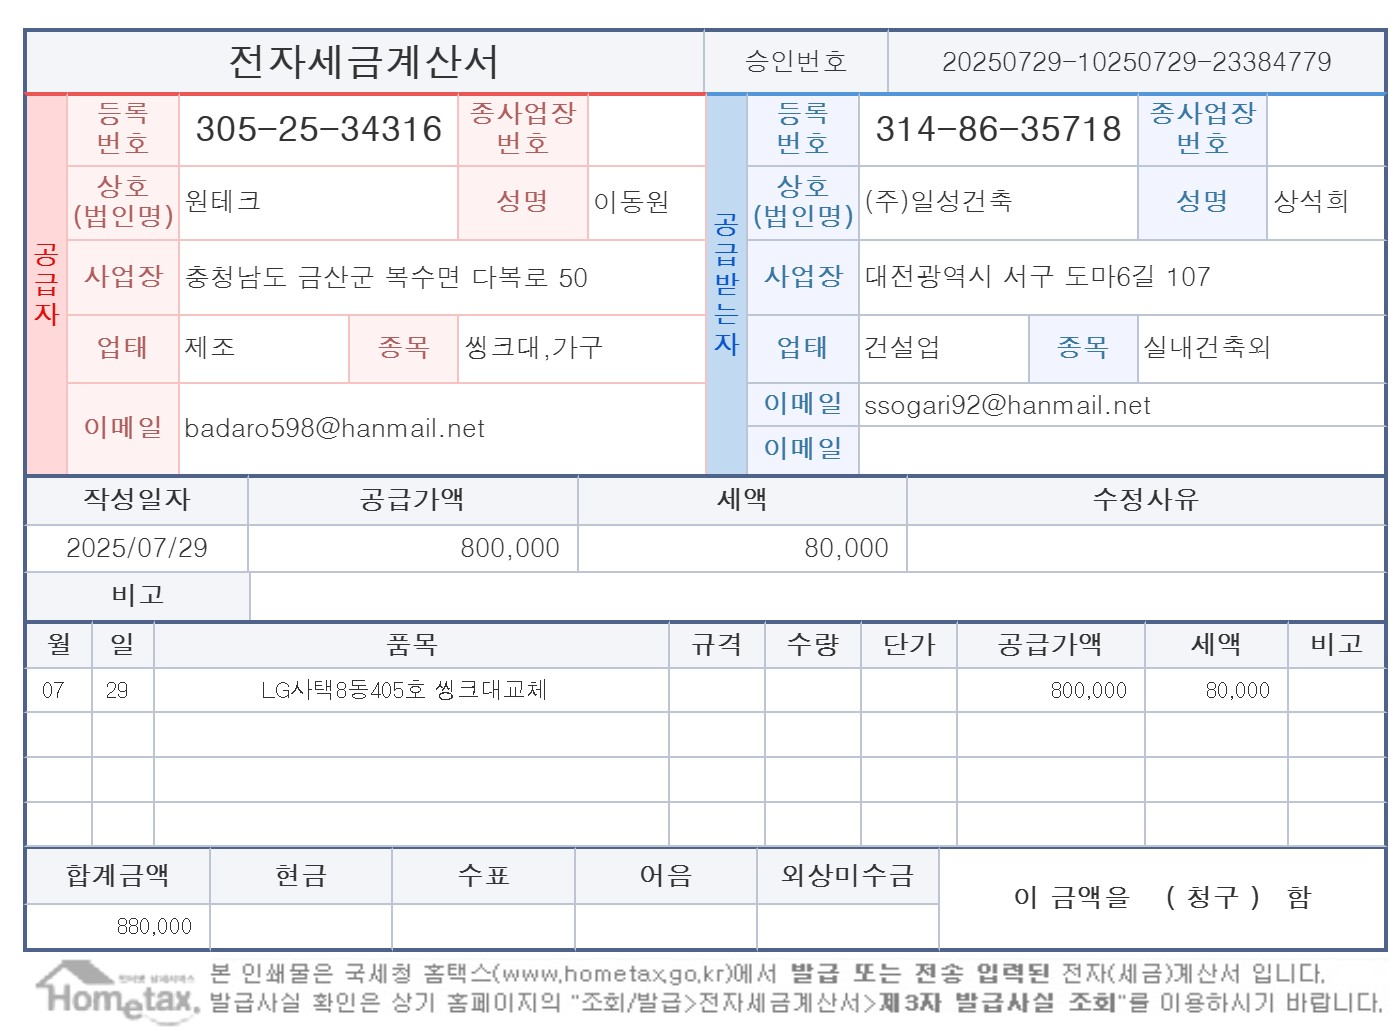 전자세금계산서 승인번호 20250729-10250729-23384779
공급자
등록번호 305-25-34316 종사업장번호
상호(법인명) 원테크 성명 이동원
사업장 충청남도 금산군 복수면 다복로 50
업태 제조 종목 씽크대,가구
이메일 badaro598@hanmail.net
공급받는자
등록번호 314-86-35718 종사업장번호
상호(법인명) (주)일성건축 성명 상석희
사업장 대전광역시 서구 도마6길 107
업태 건설업 종목 실내건축외
이메일 ssogari92@hanmail.net
이메일
작성일자 공급가액 세액 수정사유
2025/07/29 800,000 80,000
비고
월 일 품목 규격 수량 단가 공급가액 세액 비고
07 29 LG사택8동405호 씽크대교체 800,000 80,000
합계금액 현금 수표 어음 외상미수금 이 금액을 ( 청구 ) 함
880,000
인터넷 납세서비스
Hometax.
본 인쇄물은 국세청 홈택스(www.hometax.go.kr)에서 발급 또는 전송 입력된 전자(세금)계산서 입니다.
발급사실 확인은 상기 홈페이지의 "조회/발급>전자세금계산서>제3자 발급사실 조회"를 이용하시기 바랍니다.